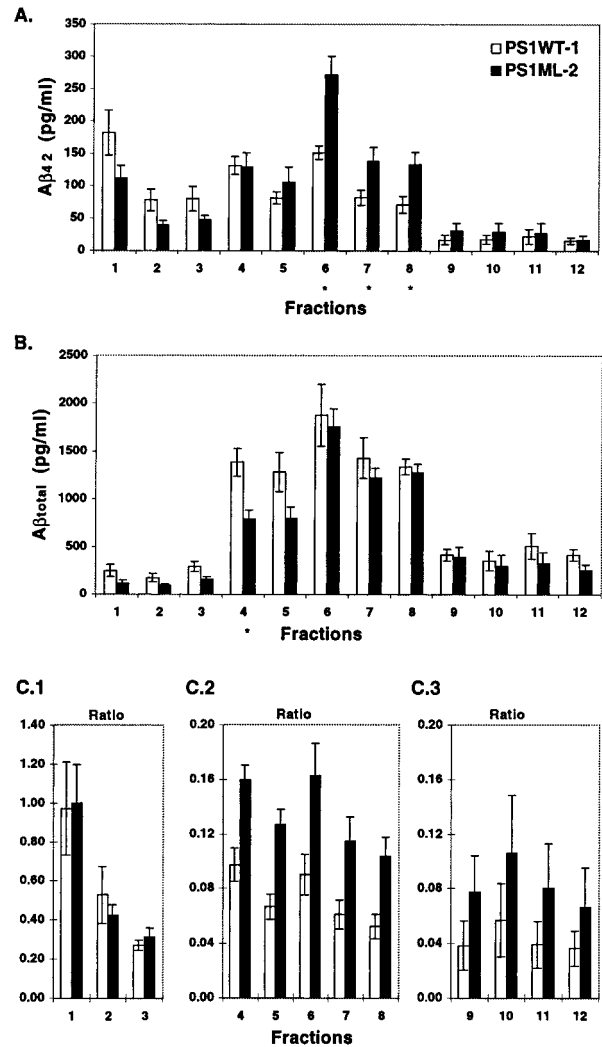 A.
Aβ42 (pg/ml)
350
300
250
200
150
100
50
0
PS1WT-1
PS1ML-2
1 2 3 4 5 6 7 8 9 10 11 12
* * *
Fractions
B.
Aβtotal (pg/ml)
2500
2000
1500
1000
500
0
1 2 3 4 5 6 7 8 9 10 11 12
*
Fractions
C.1
Ratio
1.40
1.20
1.00
0.80
0.60
0.40
0.20
0.00
1 2 3
C.2
Ratio
0.20
0.16
0.12
0.08
0.04
0.00
4 5 6 7 8
C.3
Ratio
0.20
0.16
0.12
0.08
0.04
0.00
9 10 11 12
Fractions